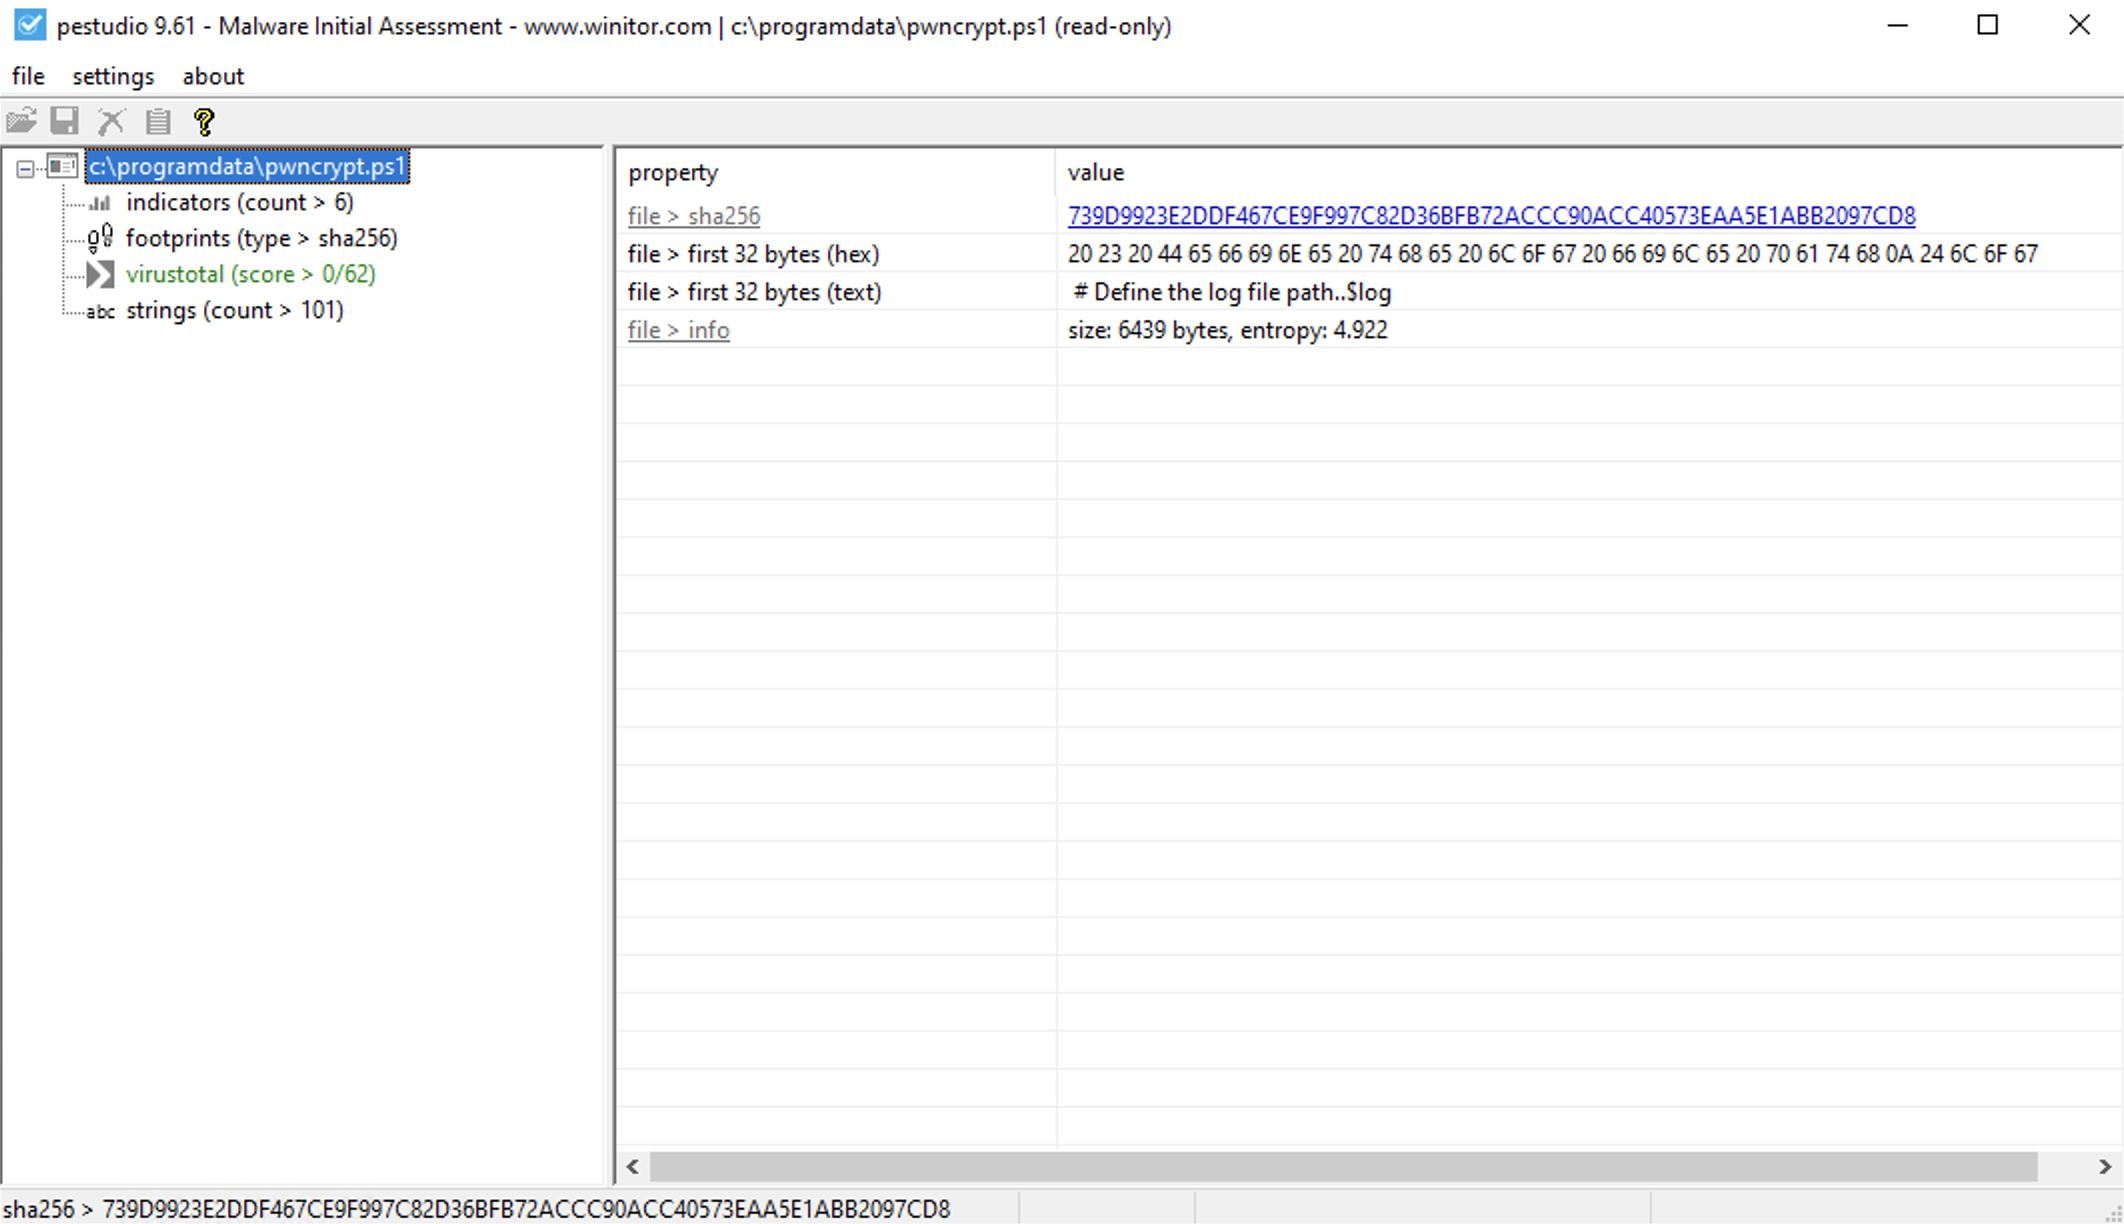 pestudio 9.61 - Malware Initial Assessment - www.winitor.com | c:\programdata\pwncrypt.ps1 (read-only)
file settings about
?
c:\programdata\pwncrypt.ps1
indicators (count > 6)
footprints (type > sha256)
virustotal (score > 0/62)
abc strings (count > 101)
property value
file > sha256 739D9923E2DDF467CE9F997C82D36BFB72ACCC90ACC40573EAA5E1ABB2097CD8
file > first 32 bytes (hex) 20 23 20 44 65 66 69 6E 65 20 74 68 65 20 6C 6F 67 20 66 69 6C 65 20 70 61 74 68 0A 24 6C 6F 67
file > first 32 bytes (text) # Define the log file path..$log
file > info size: 6439 bytes, entropy: 4.922
sha256 > 739D9923E2DDF467CE9F997C82D36BFB72ACCC90ACC40573EAA5E1ABB2097CD8